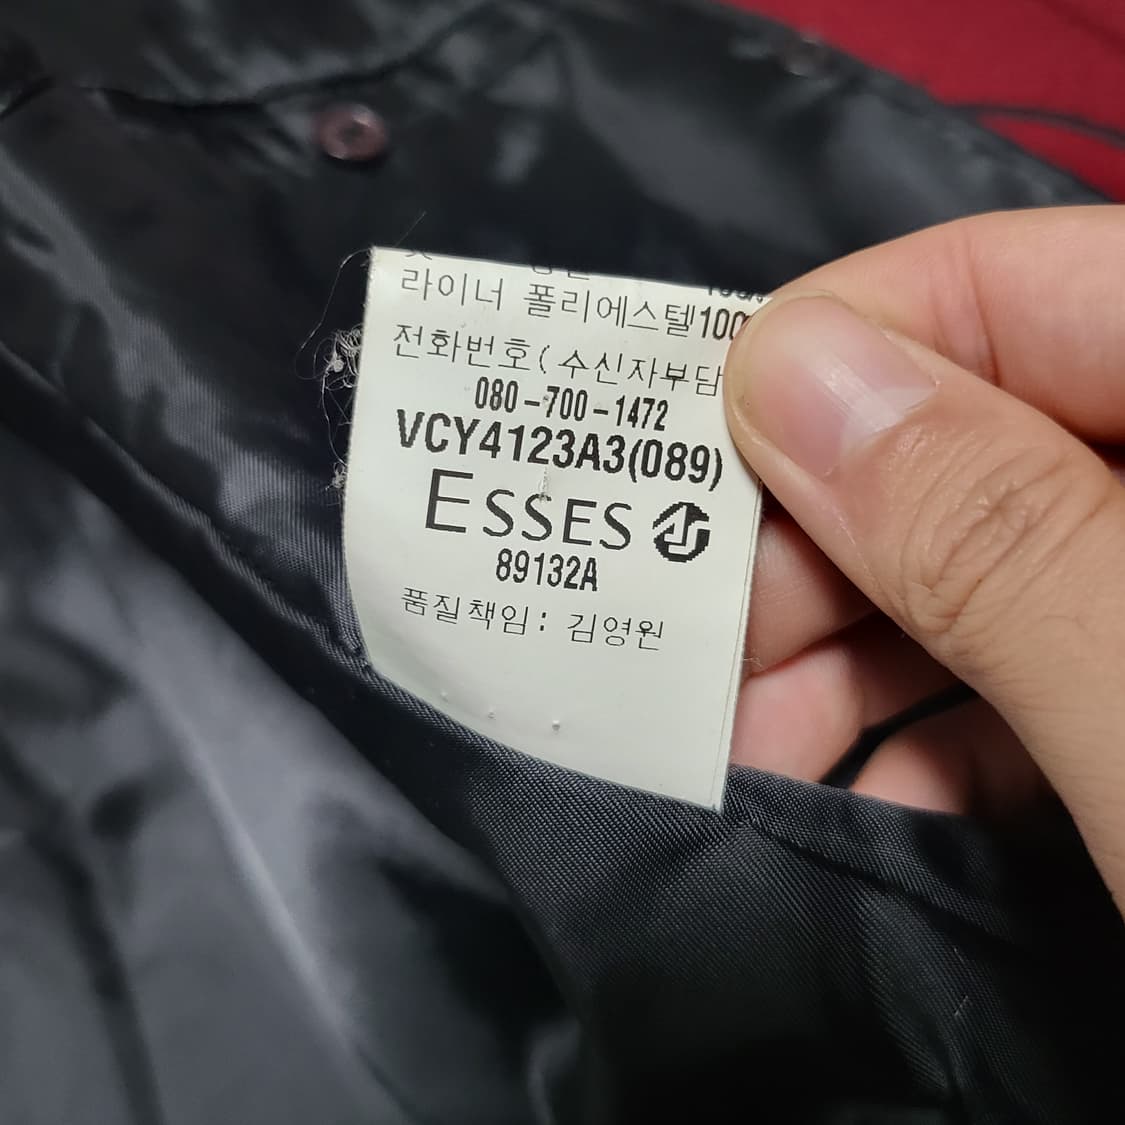 라이너 폴리에스텔100
전화번호(수신자부담
080-700-1472
VCY4123A3(089)
ESSES
89132A
품질책임: 김영원